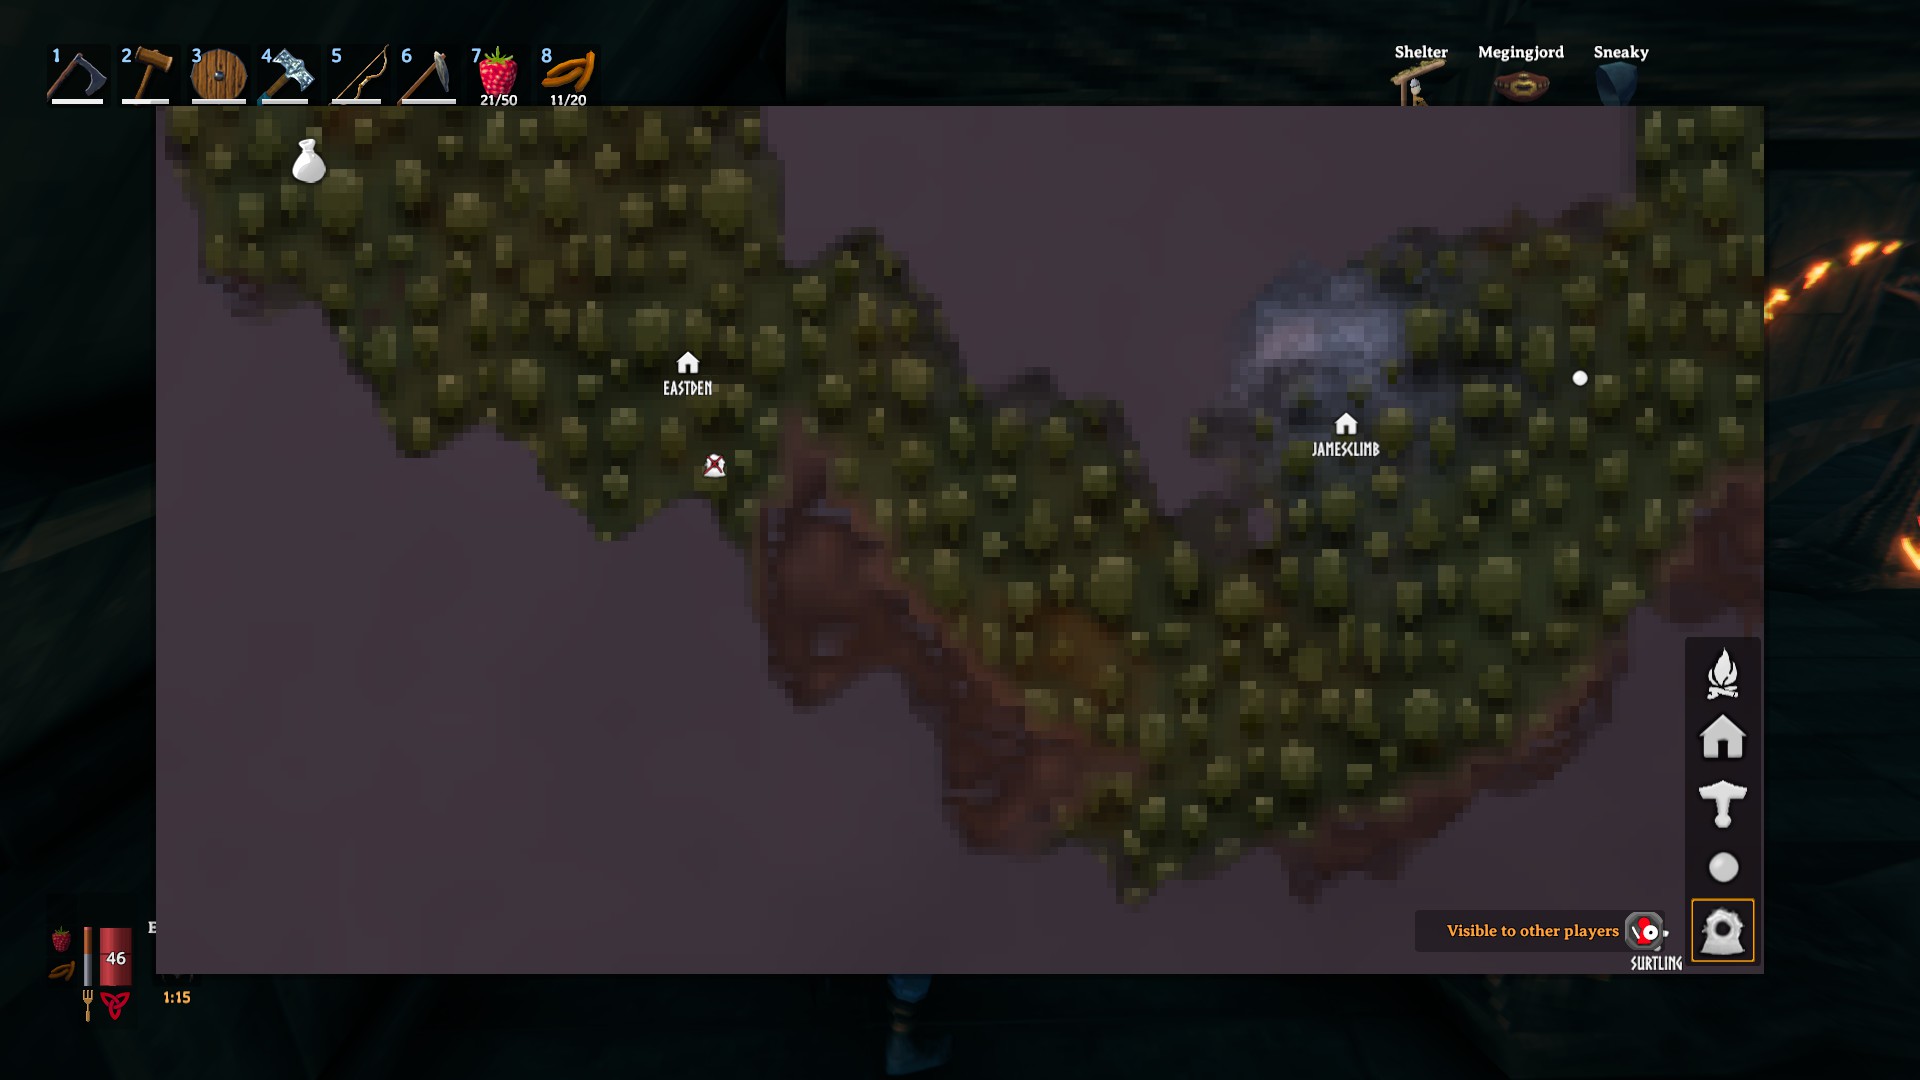 1 2 3 4 5 6 7 8
21/50 11/20
Shelter Megingjord Sneaky
EASTDEN
JAMESCLIMB
Visible to other players
SURTLING
E
46
1:15